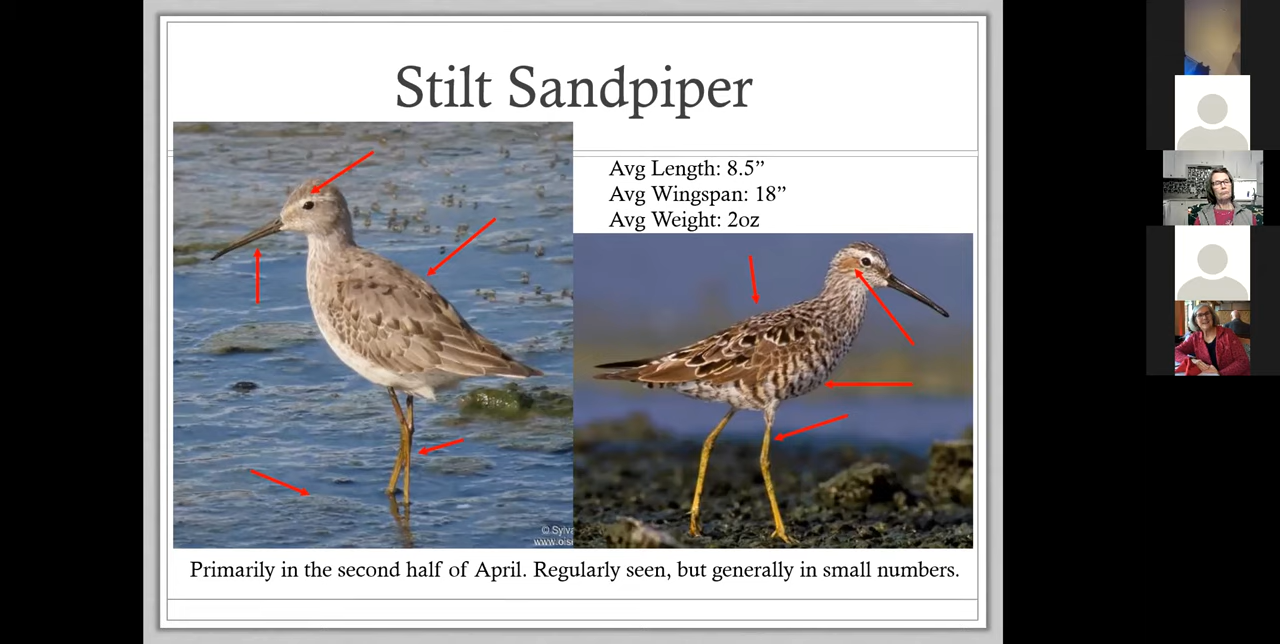 Stilt Sandpiper
Avg Length: 8.5”
Avg Wingspan: 18”
Avg Weight: 2oz
Primarily in the second half of April. Regularly seen, but generally in small numbers.